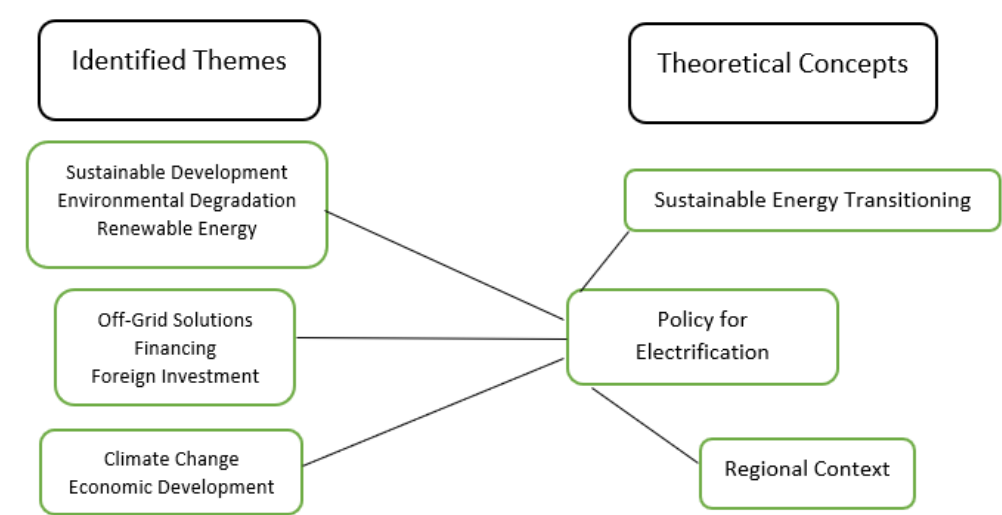 Identified Themes
Theoretical Concepts
Sustainable Development
Environmental Degradation
Renewable Energy
Sustainable Energy Transitioning
Off-Grid Solutions
Financing
Foreign Investment
Policy for
Electrification
Climate Change
Economic Development
Regional Context